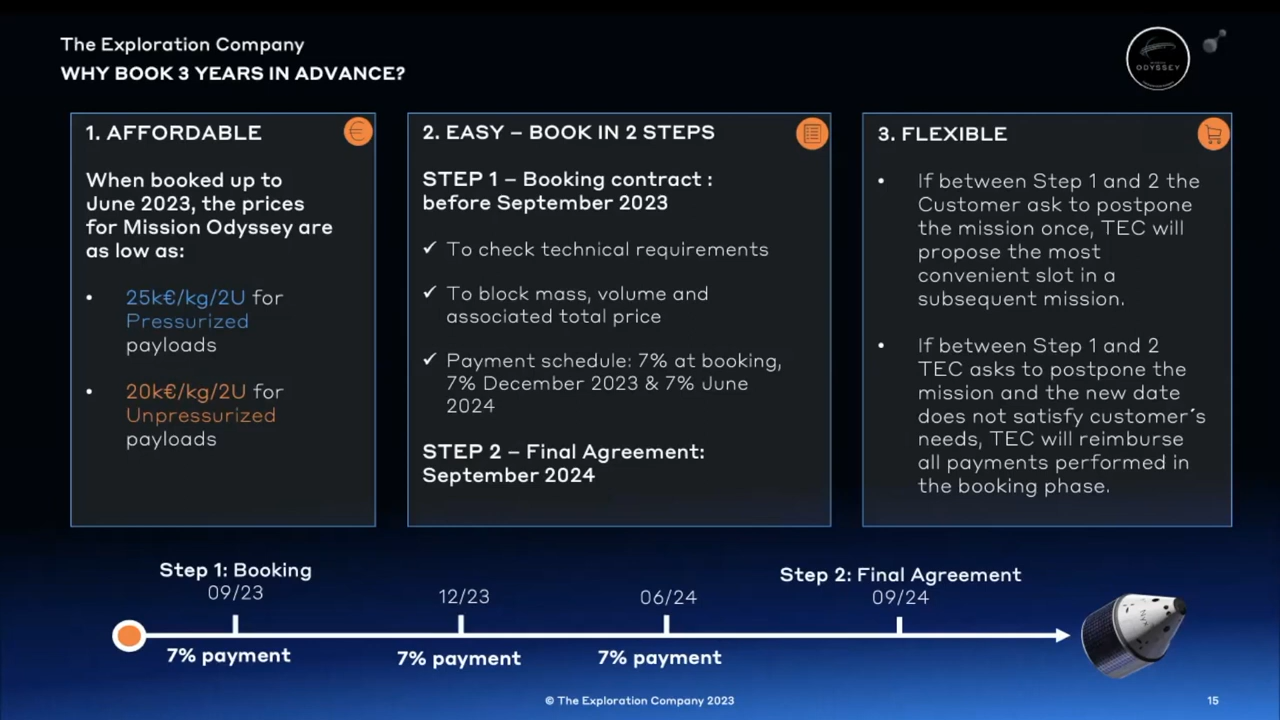 The Exploration Company
WHY BOOK 3 YEARS IN ADVANCE?
ODYSSEY
1. AFFORDABLE
€
When booked up to
June 2023, the prices
for Mission Odyssey are
as low as:
• 25k€/kg/2U for
Pressurized
payloads
• 20k€/kg/2U for
Unpressurized
payloads
2. EASY – BOOK IN 2 STEPS
STEP 1 – Booking contract :
before September 2023
✓ To check technical requirements
✓ To block mass, volume and
associated total price
✓ Payment schedule: 7% at booking,
7% December 2023 & 7% June
2024
STEP 2 – Final Agreement:
September 2024
3. FLEXIBLE
• If between Step 1 and 2 the
Customer ask to postpone
the mission once, TEC will
propose the most
convenient slot in a
subsequent mission.
• If between Step 1 and 2
TEC asks to postpone the
mission and the new date
does not satisfy customer´s
needs, TEC will reimburse
all payments performed in
the booking phase.
Step 1: Booking
09/23
12/23
06/24
Step 2: Final Agreement
09/24
7% payment
7% payment
7% payment
NYX
© The Exploration Company 2023
15